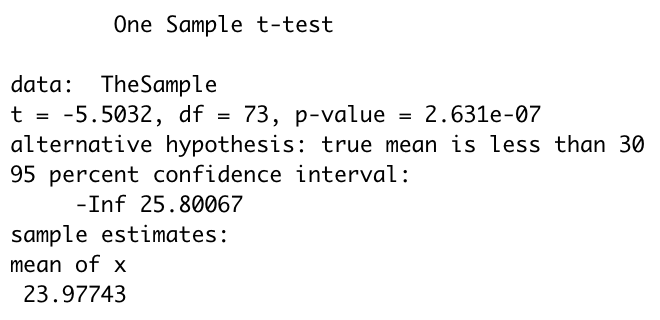 One Sample t-test
data:  TheSample
t = -5.5032, df = 73, p-value = 2.631e-07
alternative hypothesis: true mean is less than 30
95 percent confidence interval:
-Inf 25.80067
sample estimates:
mean of x
23.97743